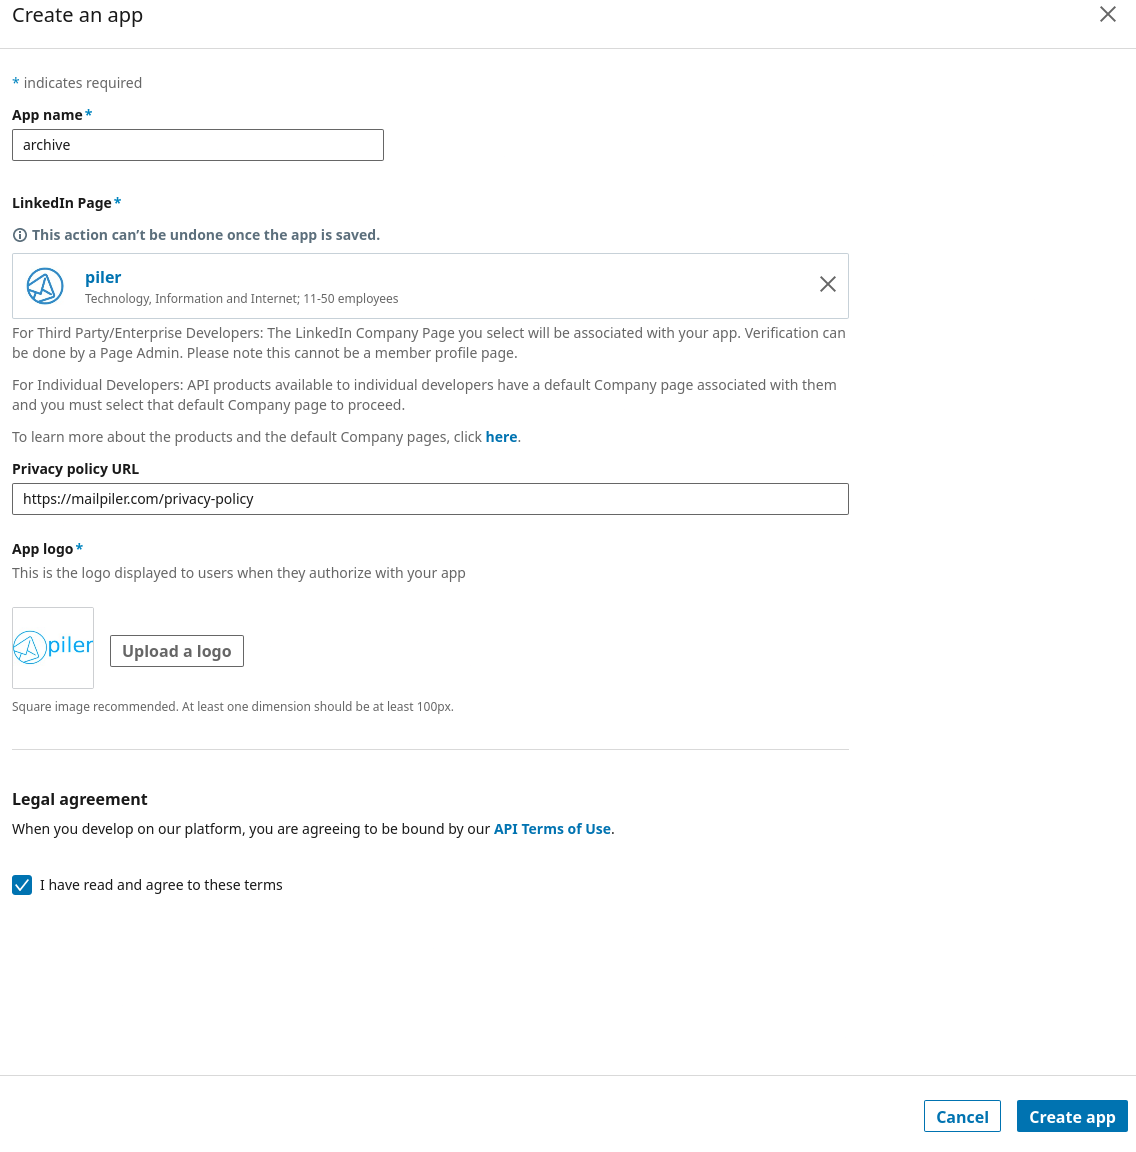 Create an app
* indicates required
App name*
archive
LinkedIn Page*
This action can’t be undone once the app is saved.
piler
Technology, Information and Internet; 11-50 employees
For Third Party/Enterprise Developers: The LinkedIn Company Page you select will be associated with your app. Verification can
be done by a Page Admin. Please note this cannot be a member profile page.
For Individual Developers: API products available to individual developers have a default Company page associated with them
and you must select that default Company page to proceed.
To learn more about the products and the default Company pages, click here.
Privacy policy URL
https://mailpiler.com/privacy-policy
App logo*
This is the logo displayed to users when they authorize with your app
piler
Upload a logo
Square image recommended. At least one dimension should be at least 100px.
Legal agreement
When you develop on our platform, you are agreeing to be bound by our API Terms of Use.
I have read and agree to these terms
Cancel
Create app